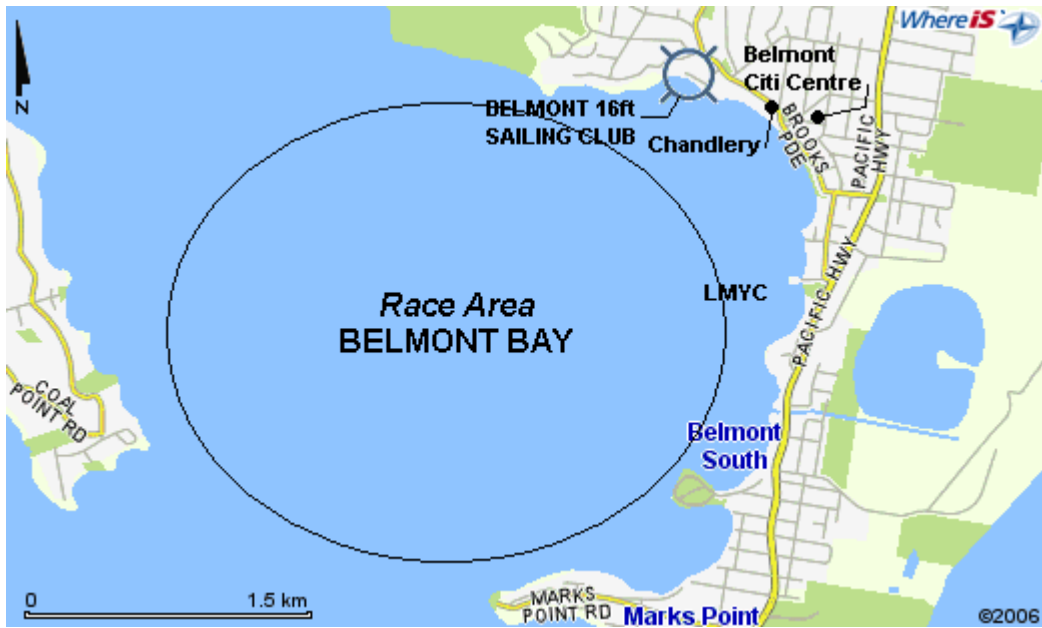 WhereiS
N
Belmont
Citi Centre
BELMONT 16ft
SAILING CLUB
Chandlery
BROOKS
PDE
PACIFIC
HWY
LMYC
PACIFIC HWY
Race Area
BELMONT BAY
COAL
POINT RD
Belmont
South
0 1.5 km
MARKS
POINT RD
Marks Point
©2006